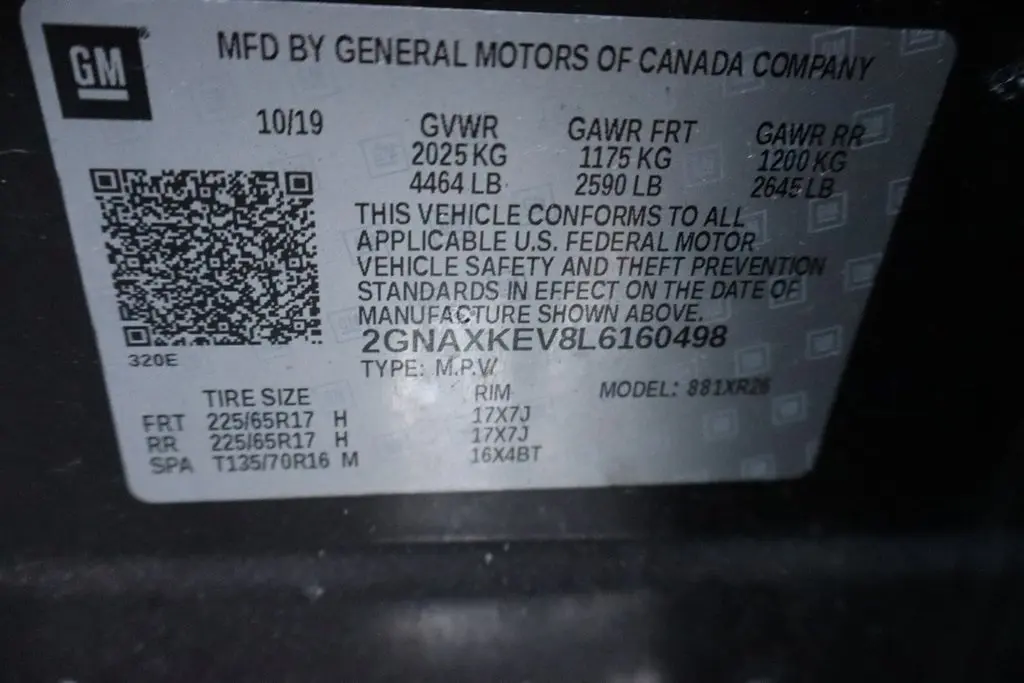 GM
MFD BY GENERAL MOTORS OF CANADA COMPANY
10/19
GVWR GAWR FRT GAWR RR
2025 KG 1175 KG 1200 KG
4464 LB 2590 LB 2645 LB
THIS VEHICLE CONFORMS TO ALL
APPLICABLE U.S. FEDERAL MOTOR
VEHICLE SAFETY AND THEFT PREVENTION
STANDARDS IN EFFECT ON THE DATE OF
MANUFACTURE SHOWN ABOVE.
2GNAXKEV8L6160498
320E
TYPE: M.P.V/
TIRE SIZE RIM MODEL: 881XR26
FRT 225/65R17 H 17X7J
RR 225/65R17 H 17X7J
SPA T135/70R16 M 16X4BT